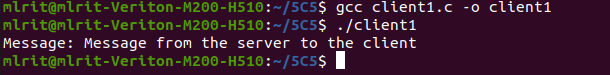 mlrit@mlrit-Veriton-M200-H510:~/5C5$ gcc client1.c -o client1
mlrit@mlrit-Veriton-M200-H510:~/5C5$ ./client1
Message: Message from the server to the client
mlrit@mlrit-Veriton-M200-H510:~/5C5$